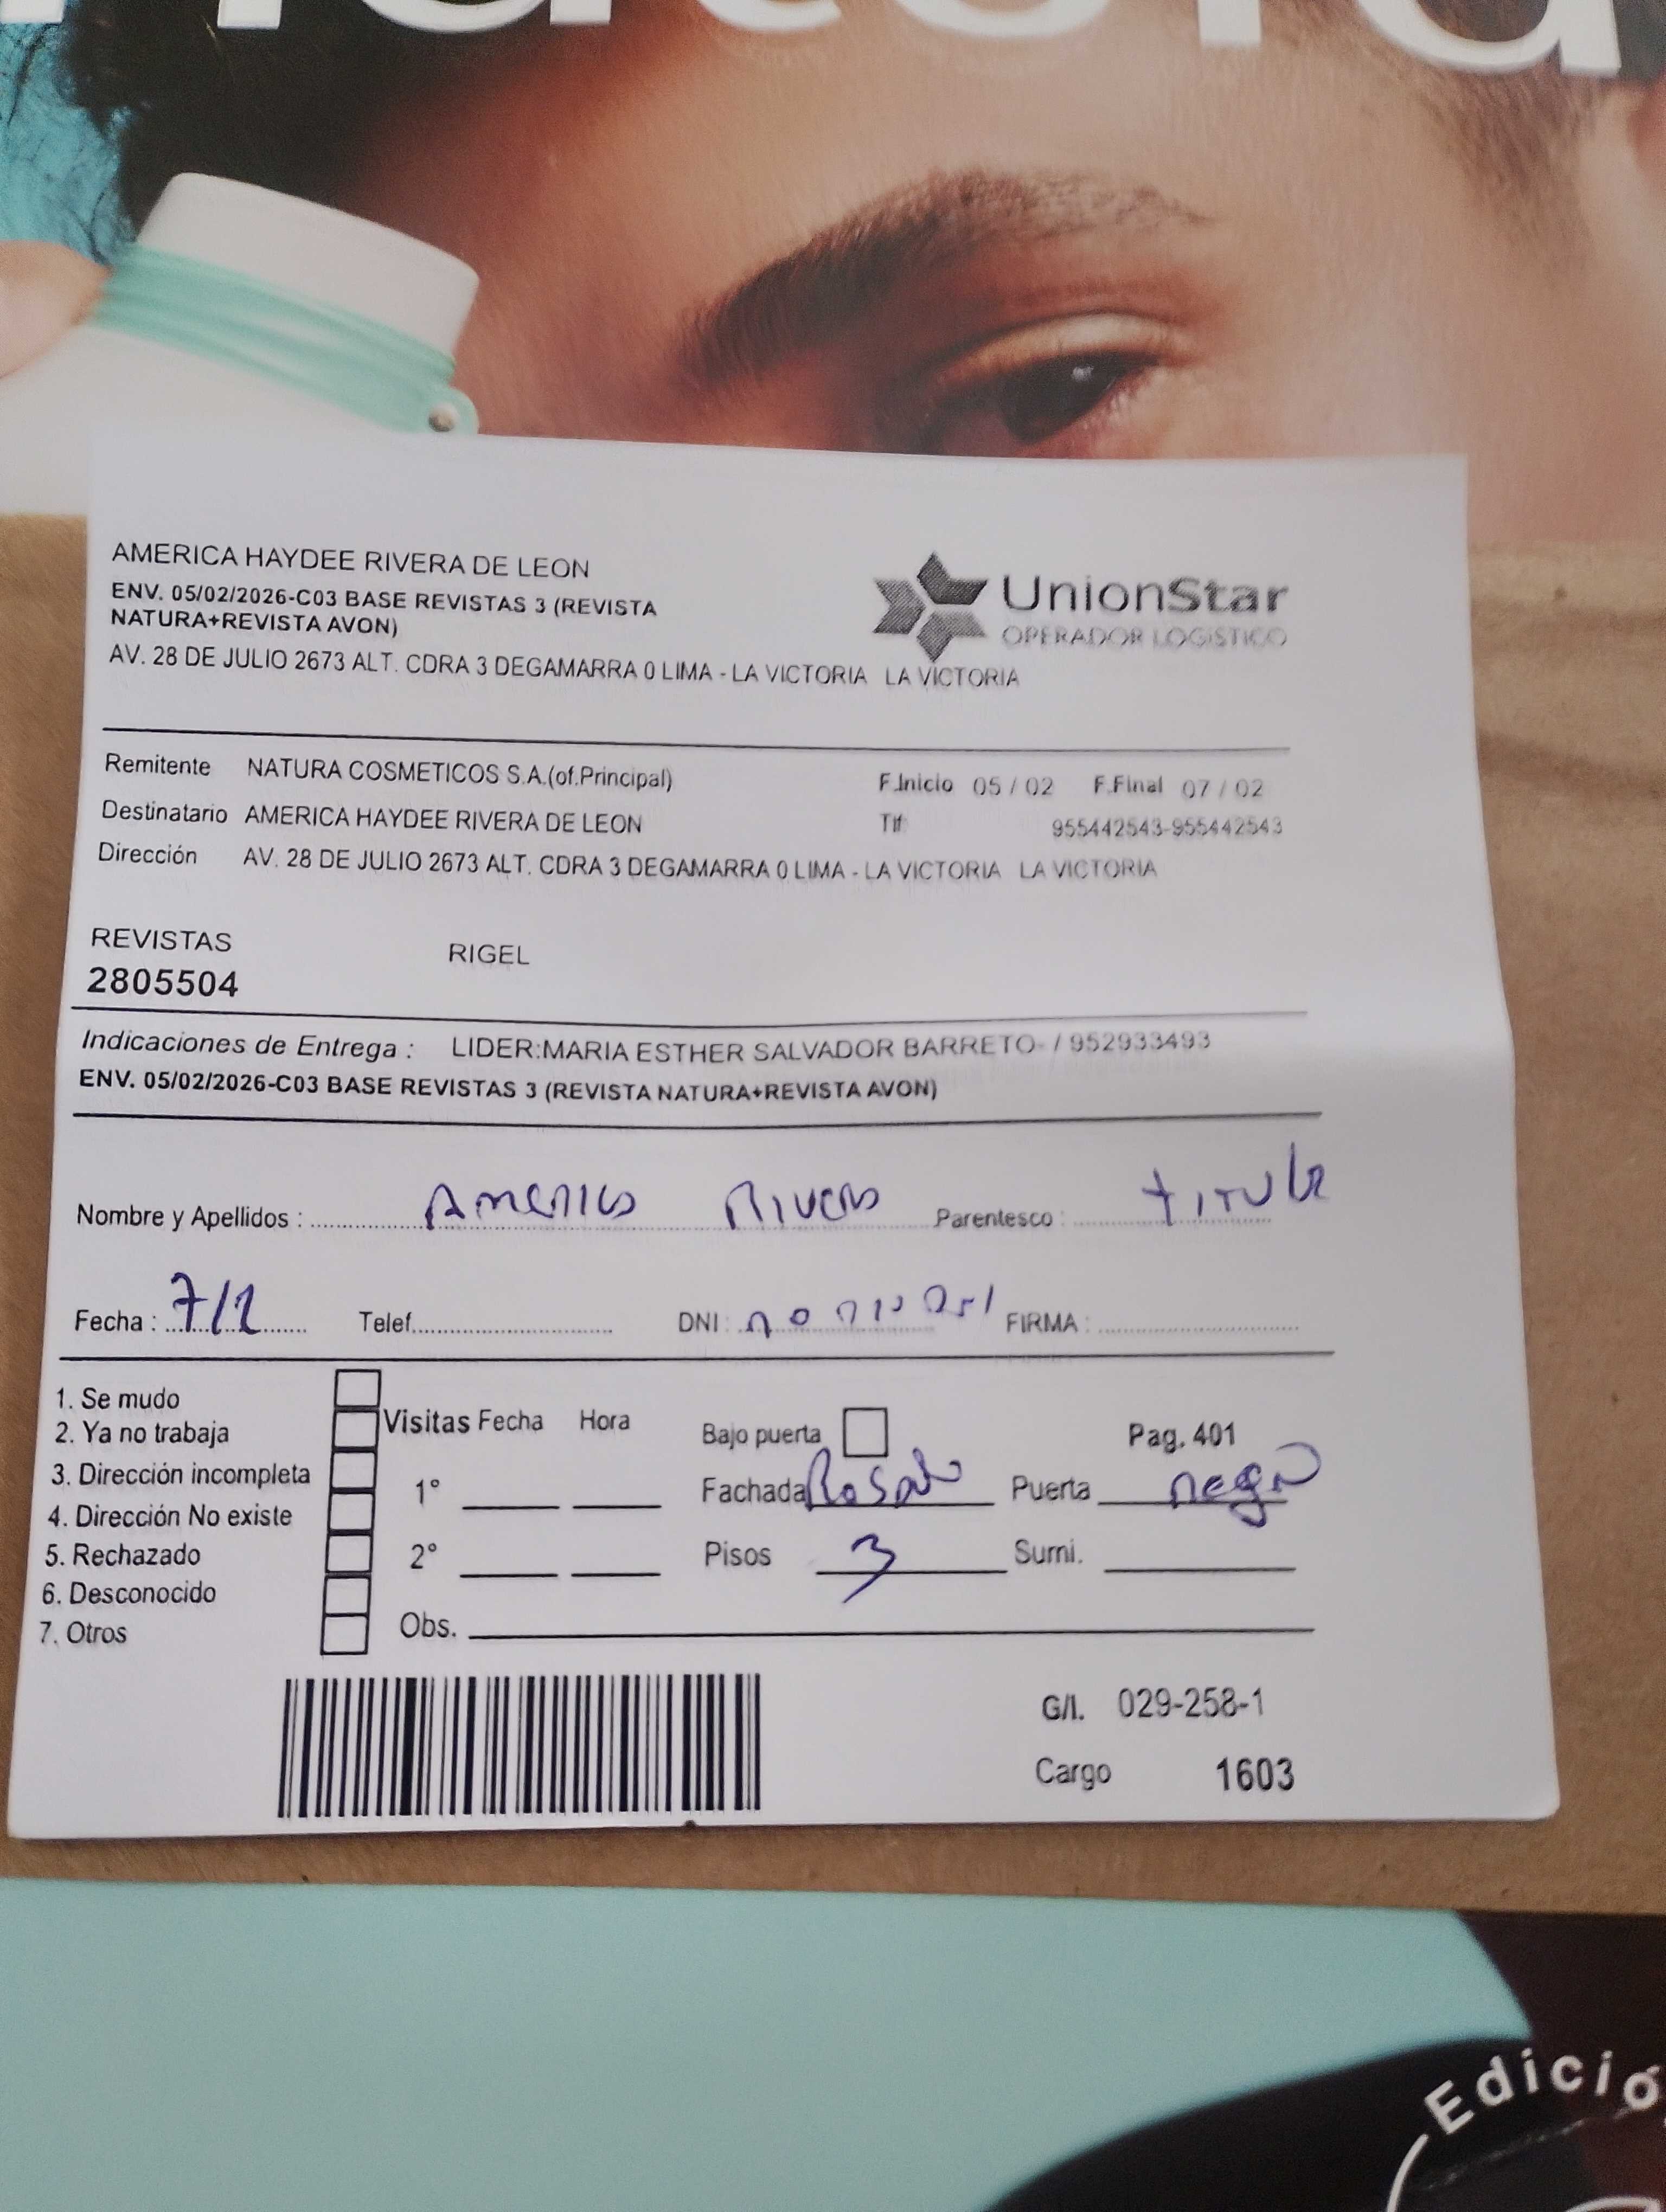 natura
AMERICA HAYDEE RIVERA DE LEON
ENV. 05/02/2026-C03 BASE REVISTAS 3 (REVISTA
NATURA+REVISTA AVON)
AV. 28 DE JULIO 2673 ALT. CDRA 3 DEGAMARRA 0 LIMA - LA VICTORIA LA VICTORIA
UnionStar
OPERADOR LOGISTICO
Remitente NATURA COSMETICOS S.A.(of.Principal) F.Inicio 05 / 02 F.Final 07 / 02
Destinatario AMERICA HAYDEE RIVERA DE LEON Tlf 955442543-955442543
Dirección AV. 28 DE JULIO 2673 ALT. CDRA 3 DEGAMARRA 0 LIMA - LA VICTORIA LA VICTORIA
REVISTAS RIGEL
2805504
Indicaciones de Entrega : LIDER:MARIA ESTHER SALVADOR BARRETO- / 952933493
ENV. 05/02/2026-C03 BASE REVISTAS 3 (REVISTA NATURA+REVISTA AVON)
Nombre y Apellidos : America Rivera Parentesco :
Fecha : 7/2 Telef. DNI : FIRMA :
1. Se mudo
2. Ya no trabaja
3. Dirección incompleta
4. Dirección No existe
5. Rechazado
6. Desconocido
7. Otros
Visitas Fecha Hora
1°
2°
Obs.
Bajo puerta Pag. 401
Fachada Rosado Puerta negro
Pisos 3 Sumi.
G/I. 029-258-1
Cargo 1603
Edició